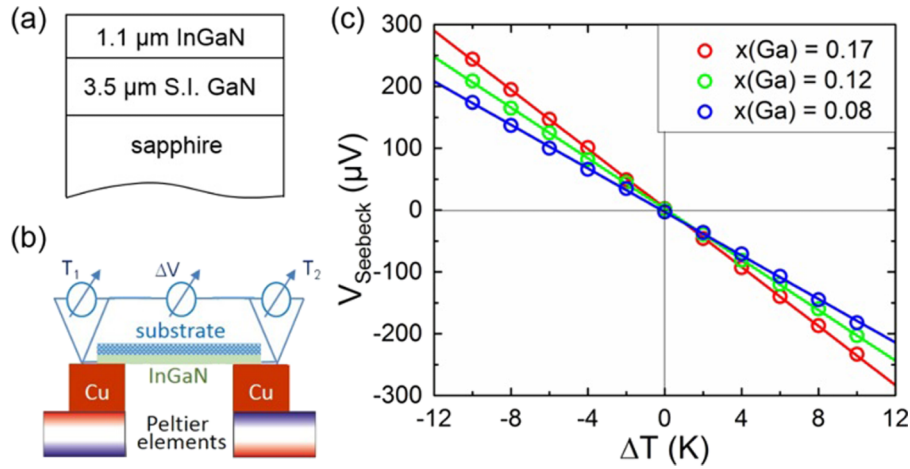 (a)
1.1 µm InGaN
3.5 µm S.I. GaN
sapphire
(b)
T1
ΔV
T2
substrate
InGaN
Cu
Cu
Peltier
elements
(c)
300
200
100
0
-100
-200
-300
VSeebeck (µV)
x(Ga) = 0.17
x(Ga) = 0.12
x(Ga) = 0.08
-12 -8 -4 0 4 8 12
ΔT (K)